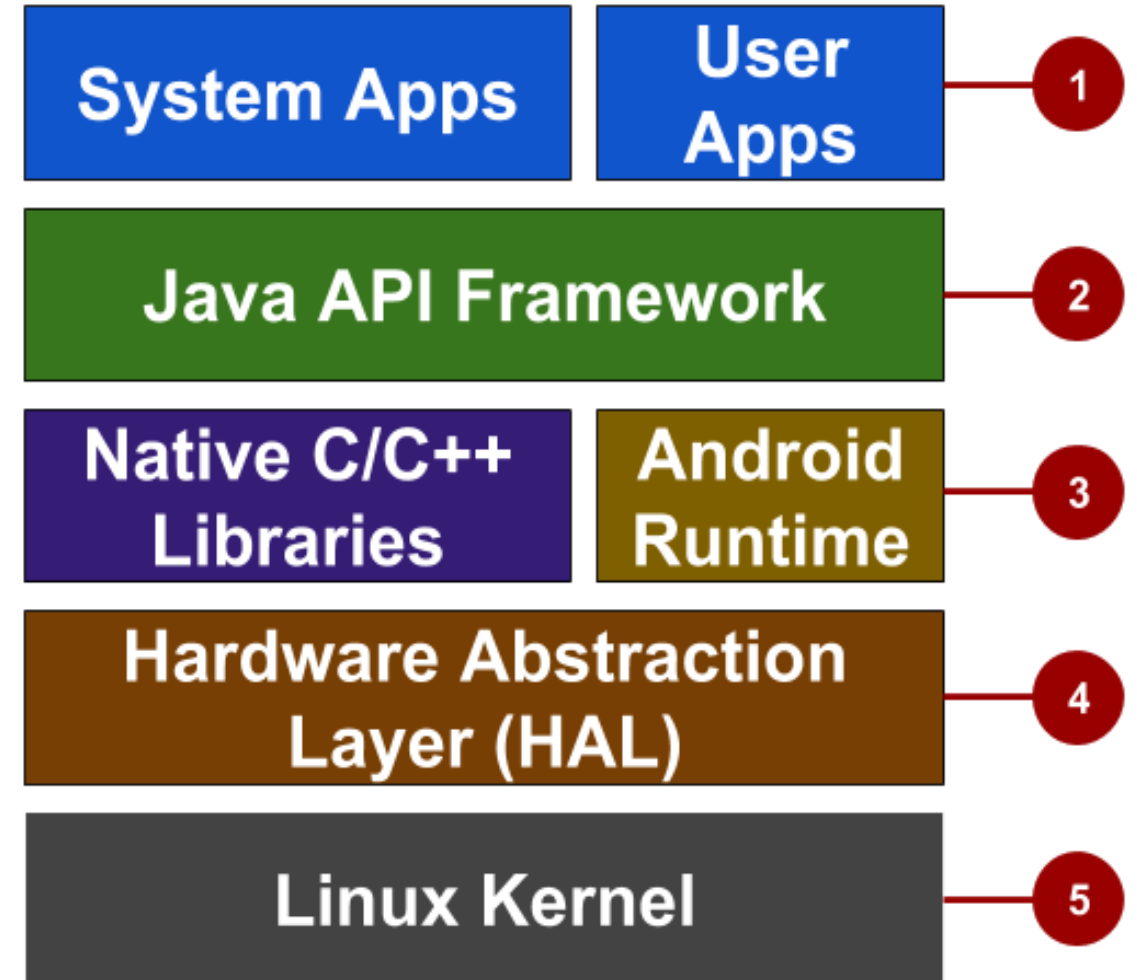 System Apps
User
Apps
1
Java API Framework
2
Native C/C++
Libraries
Android
Runtime
3
Hardware Abstraction
Layer (HAL)
4
Linux Kernel
5